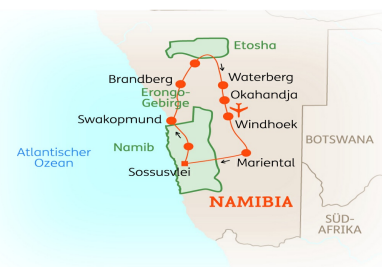 Etosha
Brandberg
Waterberg
Erongo-
Gebirge
Okahandja
Swakopmund
Windhoek
Namib
BOTSWANA
Atlantischer
Ozean
Mariental
Sossusvlei
NAMIBIA
SÜD-
AFRIKA